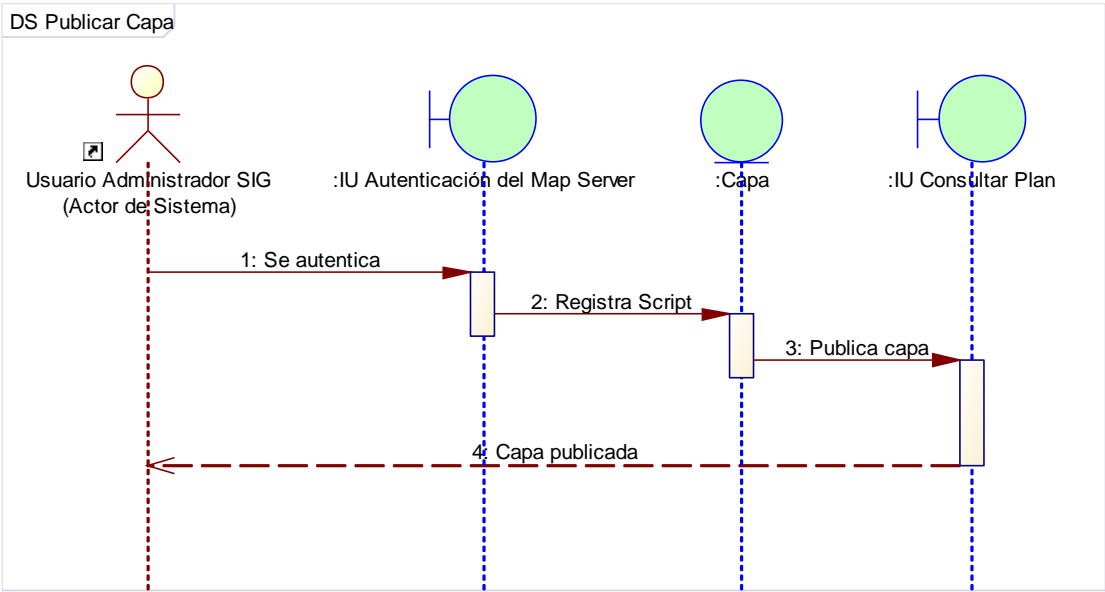 DS Publicar Capa
Usuario Administrador SIG
(Actor de Sistema)
:IU Autenticación del Map Server
:Capa
:IU Consultar Plan
1: Se autentica
2: Registra Script
3: Publica capa
4: Capa publicada